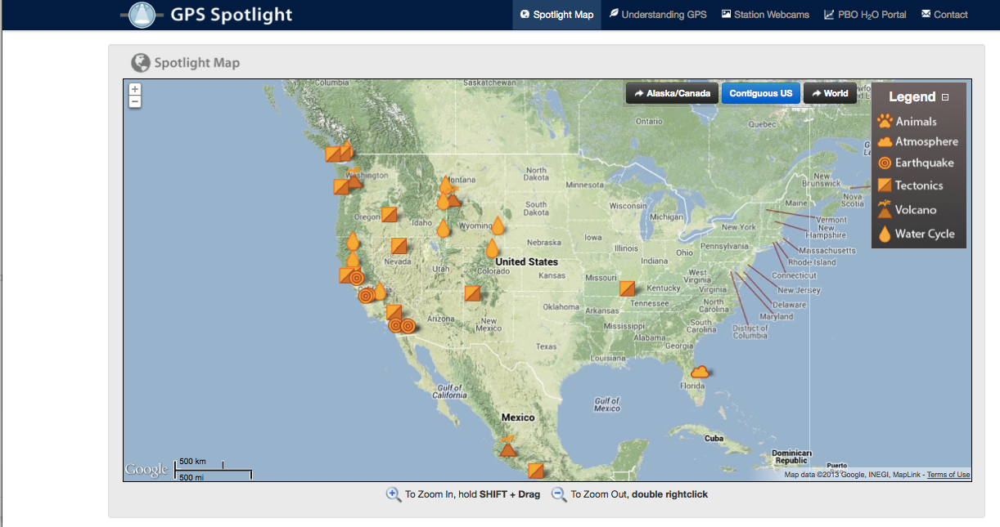 GPS Spotlight
Spotlight Map
Understanding GPS
Station Webcams
PBO H₂O Portal
Contact
Spotlight Map
Alaska/Canada
Contiguous US
World
Legend
Animals
Atmosphere
Earthquake
Tectonics
Volcano
Water Cycle
Columbia
Saskatchewan
Ontario
Quebec
Washington
Montana
North
Dakota
Minnesota
New
Brunswick
Nova
Scotia
Maine
Oregon
Idaho
Wyoming
South
Dakota
Wisconsin
Michigan
New York
Vermont
New
Hampshire
Massachusetts
Rhode Island
Connecticut
New Jersey
Delaware
Maryland
District of
Columbia
Nebraska
Iowa
Illinois
Indiana
Ohio
Pennsylvania
Nevada
Utah
Colorado
United States
Kansas
Missouri
West
Virginia
Kentucky
Virginia
Oklahoma
Arkansas
Tennessee
North
Carolina
Arizona
New
Mexico
Mississippi
South
Carolina
Alabama
Georgia
Texas
Louisiana
Florida
Gulf of
California
Gulf of
Mexico
Mexico
Cuba
Dominican
Republic
Puerto
Google
500 km
500 mi
Map data ©2013 Google, INEGI, MapLink - Terms of Use
To Zoom In, hold SHIFT + Drag
To Zoom Out, double rightclick